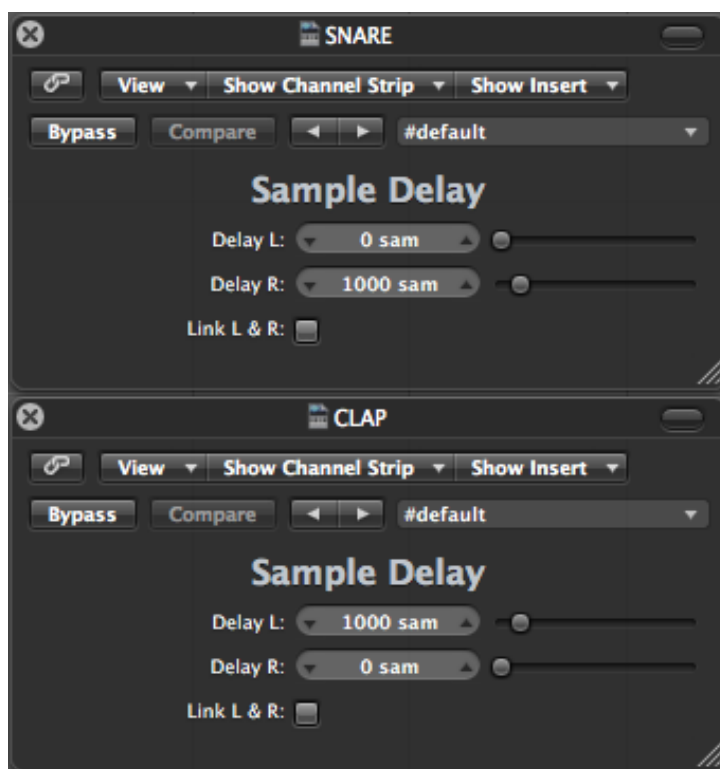 SNARE
View Show Channel Strip Show Insert
Bypass Compare #default
Sample Delay
Delay L: 0 sam
Delay R: 1000 sam
Link L & R:
CLAP
View Show Channel Strip Show Insert
Bypass Compare #default
Sample Delay
Delay L: 1000 sam
Delay R: 0 sam
Link L & R: